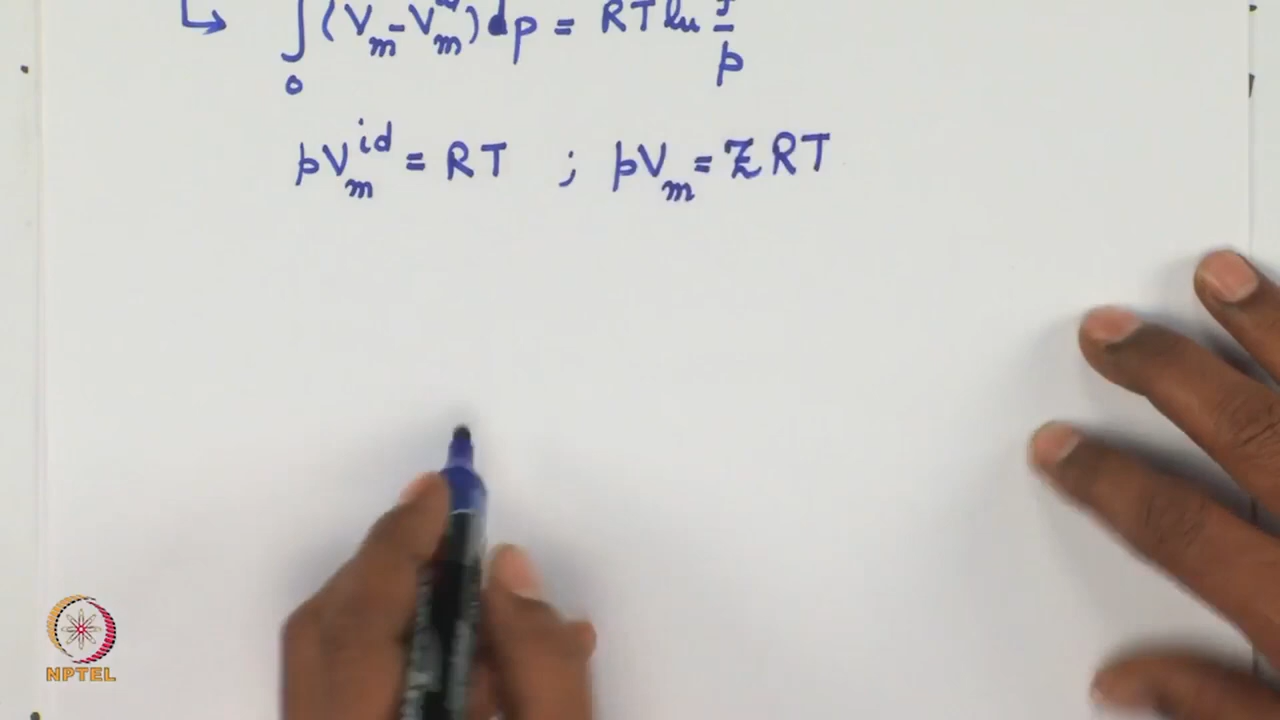 ↳ ∫₀ (V_m - V_m^id) dp = RT ln f/p
pV_m^id = RT ; pV_m = Z RT
NPTEL